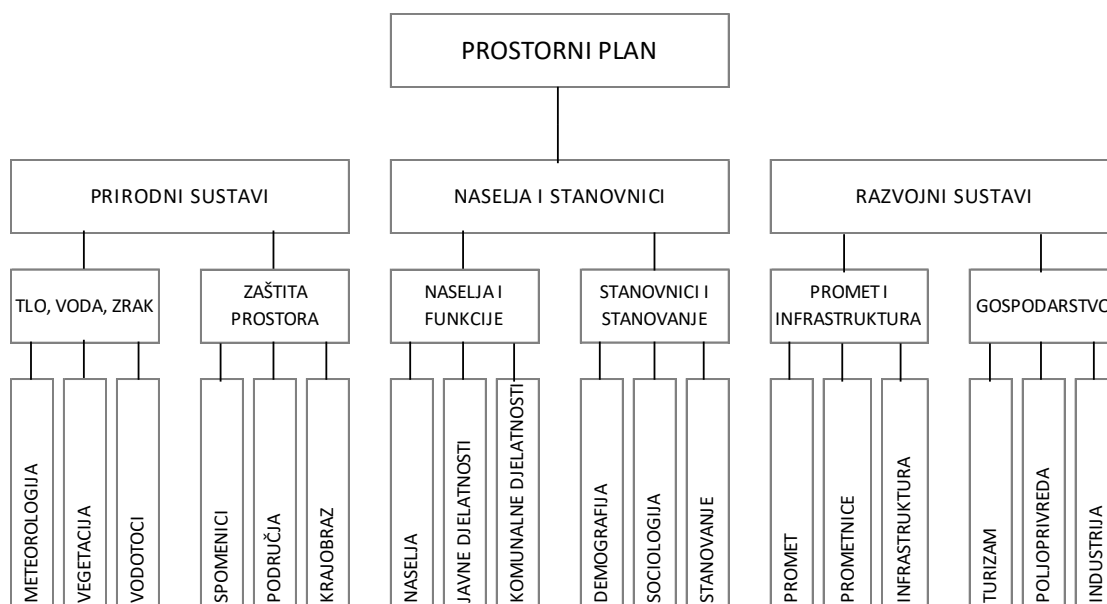 PROSTORNI PLAN
PRIRODNI SUSTAVI
NASELJA I STANOVNICI
RAZVOJNI SUSTAVI
TLO, VODA, ZRAK
ZAŠTITA
PROSTORA
NASELJA I
FUNKCIJE
STANOVNICI I
STANOVANJE
PROMET I
INFRASTRUKTURA
GOSPODARSTVO
METEOROLOGIJA
VEGETACIJA
VODOTOCI
SPOMENICI
PODRUČJA
KRAJOBRAZ
NASELJA
JAVNE DJELATNOSTI
KOMUNALNE DJELATNOSTI
DEMOGRAFIJA
SOCIOLOGIJA
STANOVANJE
PROMET
PROMETNICE
INFRASTRUKTURA
TURIZAM
POLJOPRIVREDA
INDUSTRIJA